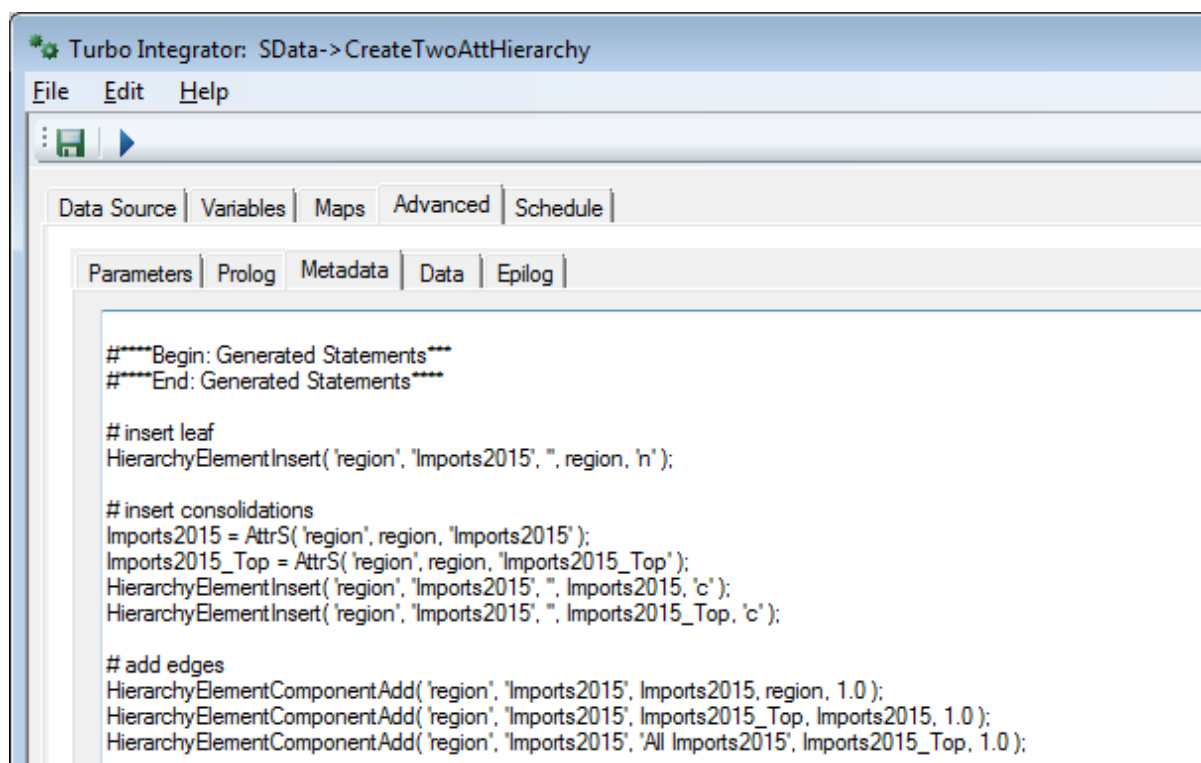 Turbo Integrator: SData->CreateTwoAttHierarchy
File Edit Help
Data Source Variables Maps Advanced Schedule
Parameters Prolog Metadata Data Epilog
#****Begin: Generated Statements***
#****End: Generated Statements****
# insert leaf
HierarchyElementInsert( 'region', 'Imports2015', '', region, 'n' );
# insert consolidations
Imports2015 = AttrS( 'region', region, 'Imports2015' );
Imports2015_Top = AttrS( 'region', region, 'Imports2015_Top' );
HierarchyElementInsert( 'region', 'Imports2015', '', Imports2015, 'c' );
HierarchyElementInsert( 'region', 'Imports2015', '', Imports2015_Top, 'c' );
# add edges
HierarchyElementComponentAdd( 'region', 'Imports2015', Imports2015, region, 1.0 );
HierarchyElementComponentAdd( 'region', 'Imports2015', Imports2015_Top, Imports2015, 1.0 );
HierarchyElementComponentAdd( 'region', 'Imports2015', 'All Imports2015', Imports2015_Top, 1.0 );